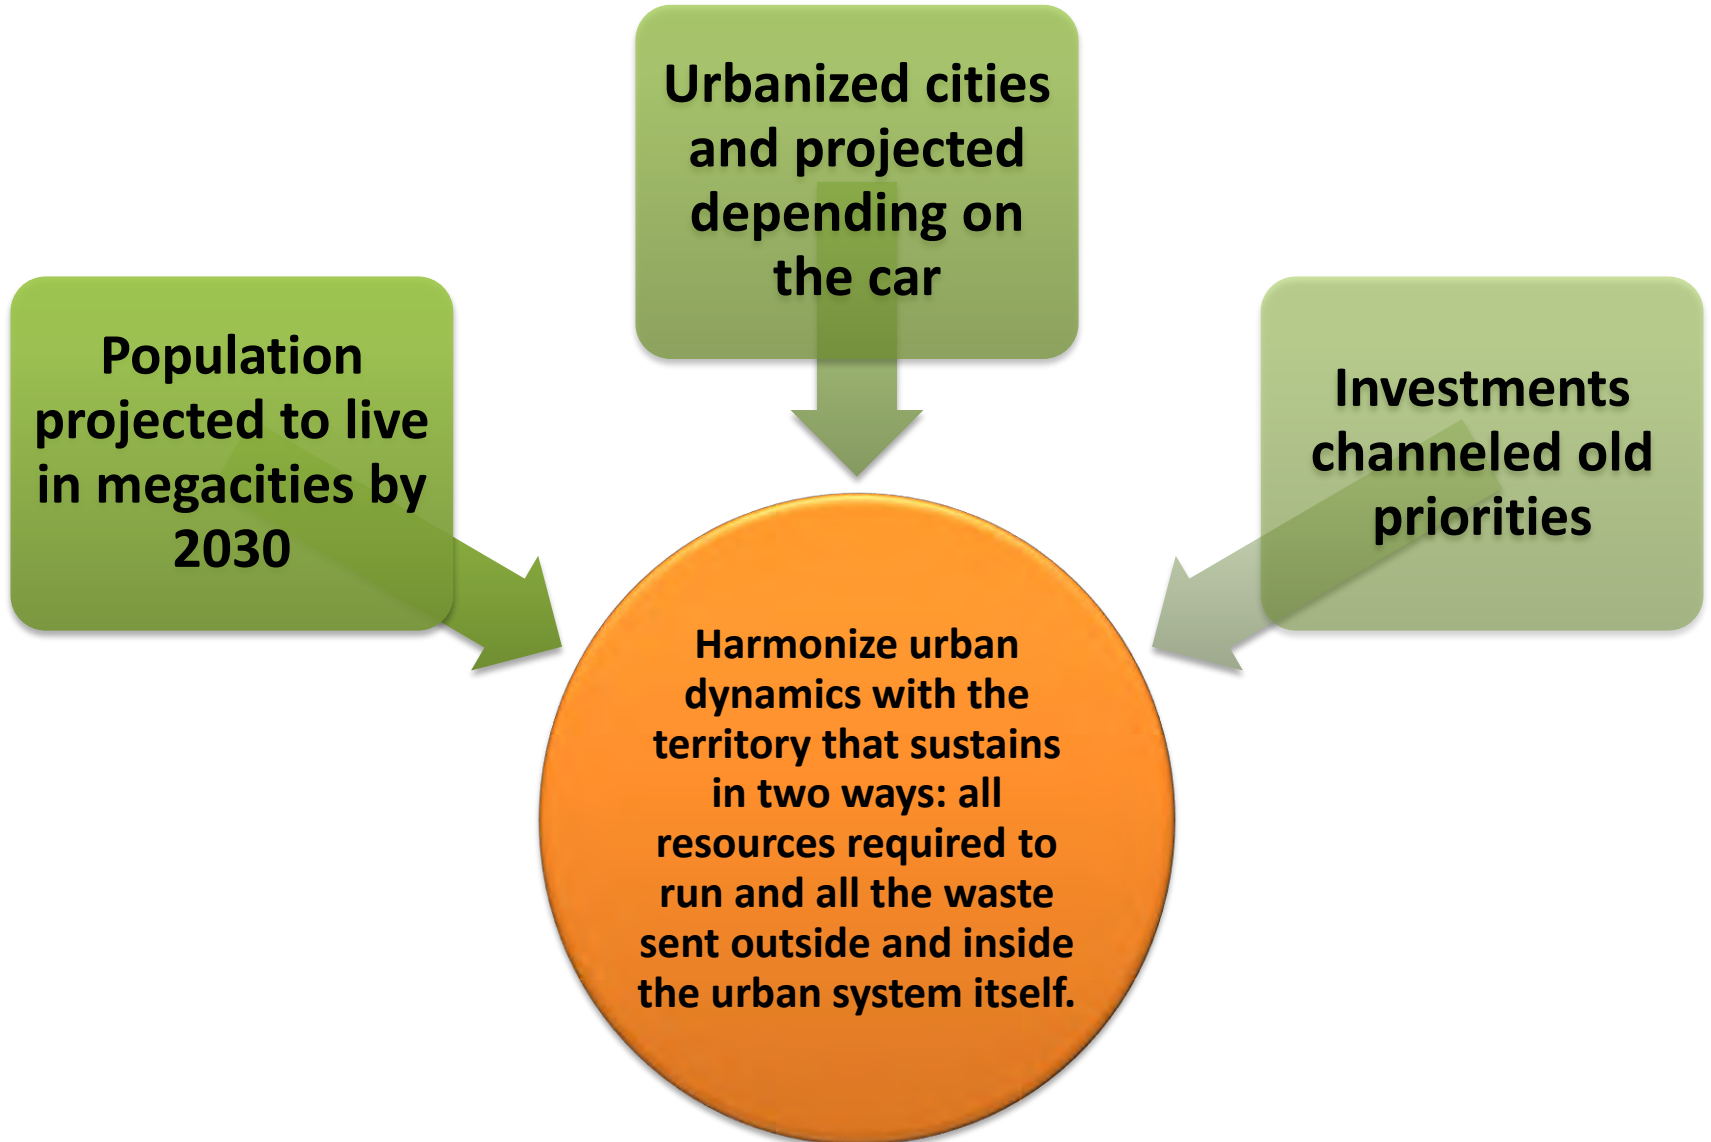 Urbanized cities
and projected
depending on
the car
Population
projected to live
in megacities by
2030
Investments
channeled old
priorities
Harmonize urban
dynamics with the
territory that sustains
in two ways: all
resources required to
run and all the waste
sent outside and inside
the urban system itself.